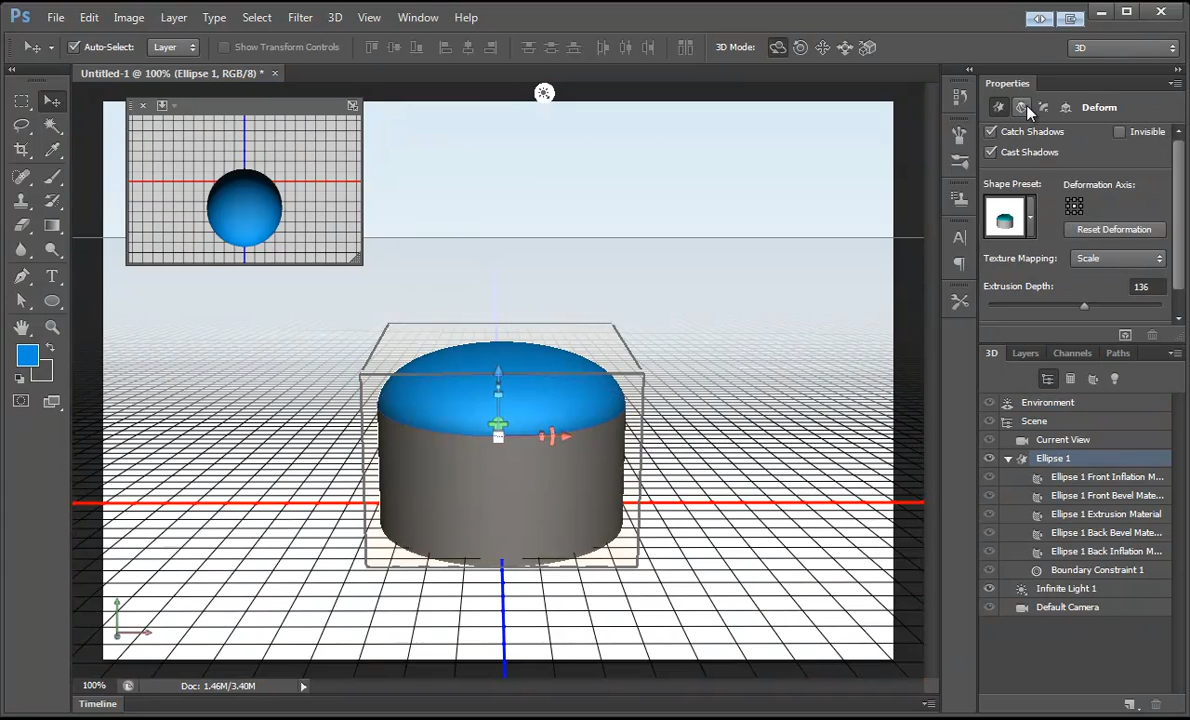 Ps File Edit Image Layer Type Select Filter 3D View Window Help
Auto-Select: Layer Show Transform Controls 3D Mode: 3D
Untitled-1 @ 100% (Ellipse 1, RGB/8) * ×
Properties
Deform
Catch Shadows Invisible
Cast Shadows
Shape Preset: Deformation Axis:
Reset Deformation
Texture Mapping: Scale
Extrusion Depth: 136
3D Layers Channels Paths
Environment
Scene
Current View
Ellipse 1
Ellipse 1 Front Inflation M...
Ellipse 1 Front Bevel Mate...
Ellipse 1 Extrusion Material
Ellipse 1 Back Bevel Mate...
Ellipse 1 Back Inflation M...
Boundary Constraint 1
Infinite Light 1
Default Camera
100% Doc: 1.46M/3.40M
Timeline